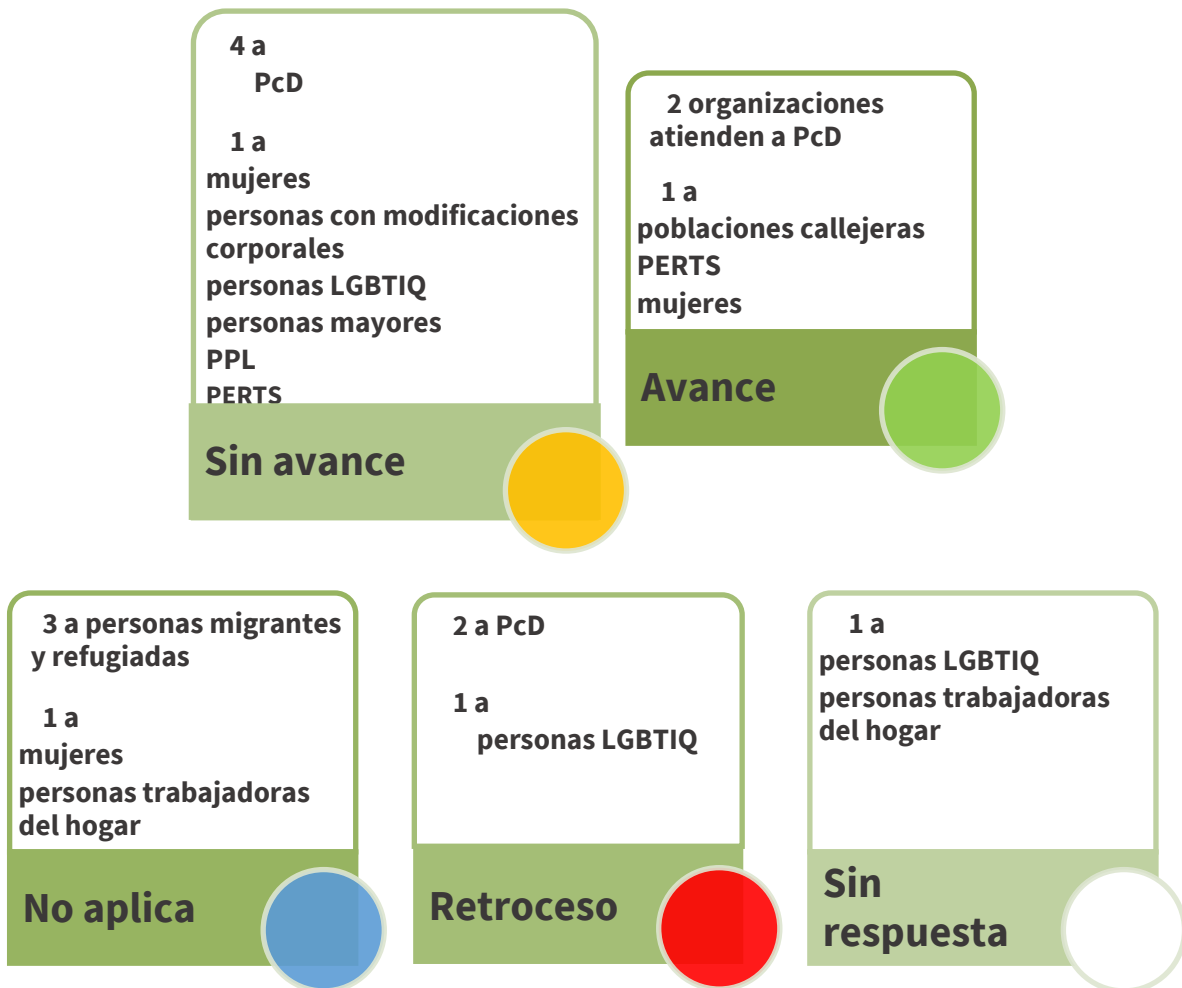 4 a
PcD
1 a
mujeres
personas con modificaciones
corporales
personas LGBTIQ
personas mayores
PPL
PERTS
Sin avance
2 organizaciones
atienden a PcD
1 a
poblaciones callejeras
PERTS
mujeres
Avance
3 a personas migrantes
y refugiadas
1 a
mujeres
personas trabajadoras
del hogar
No aplica
2 a PcD
1 a
personas LGBTIQ
Retroceso
1 a
personas LGBTIQ
personas trabajadoras
del hogar
Sin
respuesta